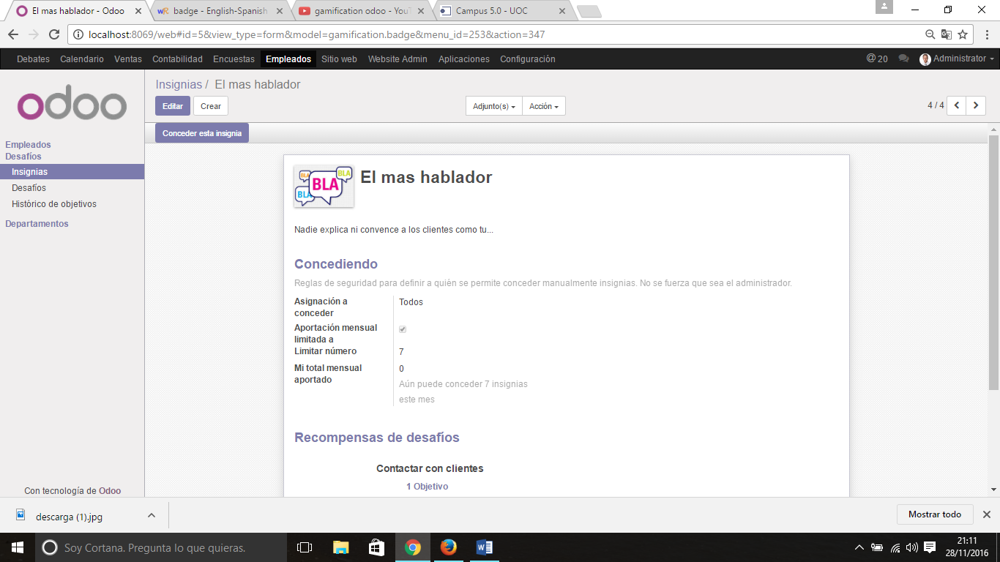 El mas hablador - Odoo
badge - English-Spanish
gamification odoo - YouT
Campus 5.0 - UOC
localhost:8069/web#id=5&view_type=form&model=gamification.badge&menu_id=253&action=347
Debates Calendario Ventas Contabilidad Encuestas Empleados Sitio web Website Admin Aplicaciones Configuración @ 20 Administrator
odoo
Insignias / El mas hablador
Editar Crear Adjunto(s) Acción 4 / 4
Conceder esta insignia
Empleados
Desafíos
Insignias
Desafíos
Histórico de objetivos
Departamentos
Con tecnología de Odoo
BLA BLA BLA BLA
El mas hablador
Nadie explica ni convence a los clientes como tu...
Concediendo
Reglas de seguridad para definir a quién se permite conceder manualmente insignias. No se fuerza que sea el administrador.
Asignación a conceder Todos
Aportación mensual limitada a
Limitar número 7
Mi total mensual aportado 0
Aún puede conceder 7 insignias
este mes
Recompensas de desafíos
Contactar con clientes
1 Objetivo
descarga (1).jpg
Mostrar todo
Soy Cortana. Pregunta lo que quieras.
21:11
28/11/2016